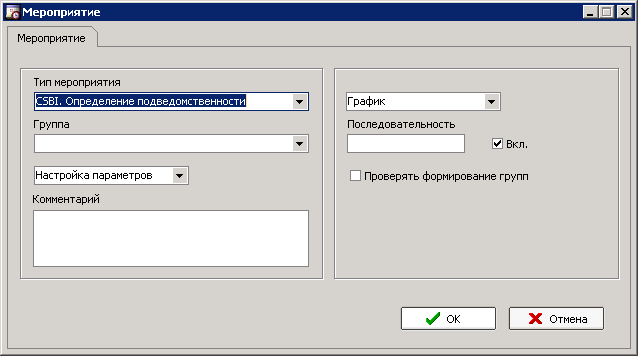 Мероприятие
Мероприятие
Тип мероприятия
CSBI. Определение подведомственности
Группа
Настройка параметров
Комментарий
График
Последовательность
Вкл.
Проверять формирование групп
OK
Отмена